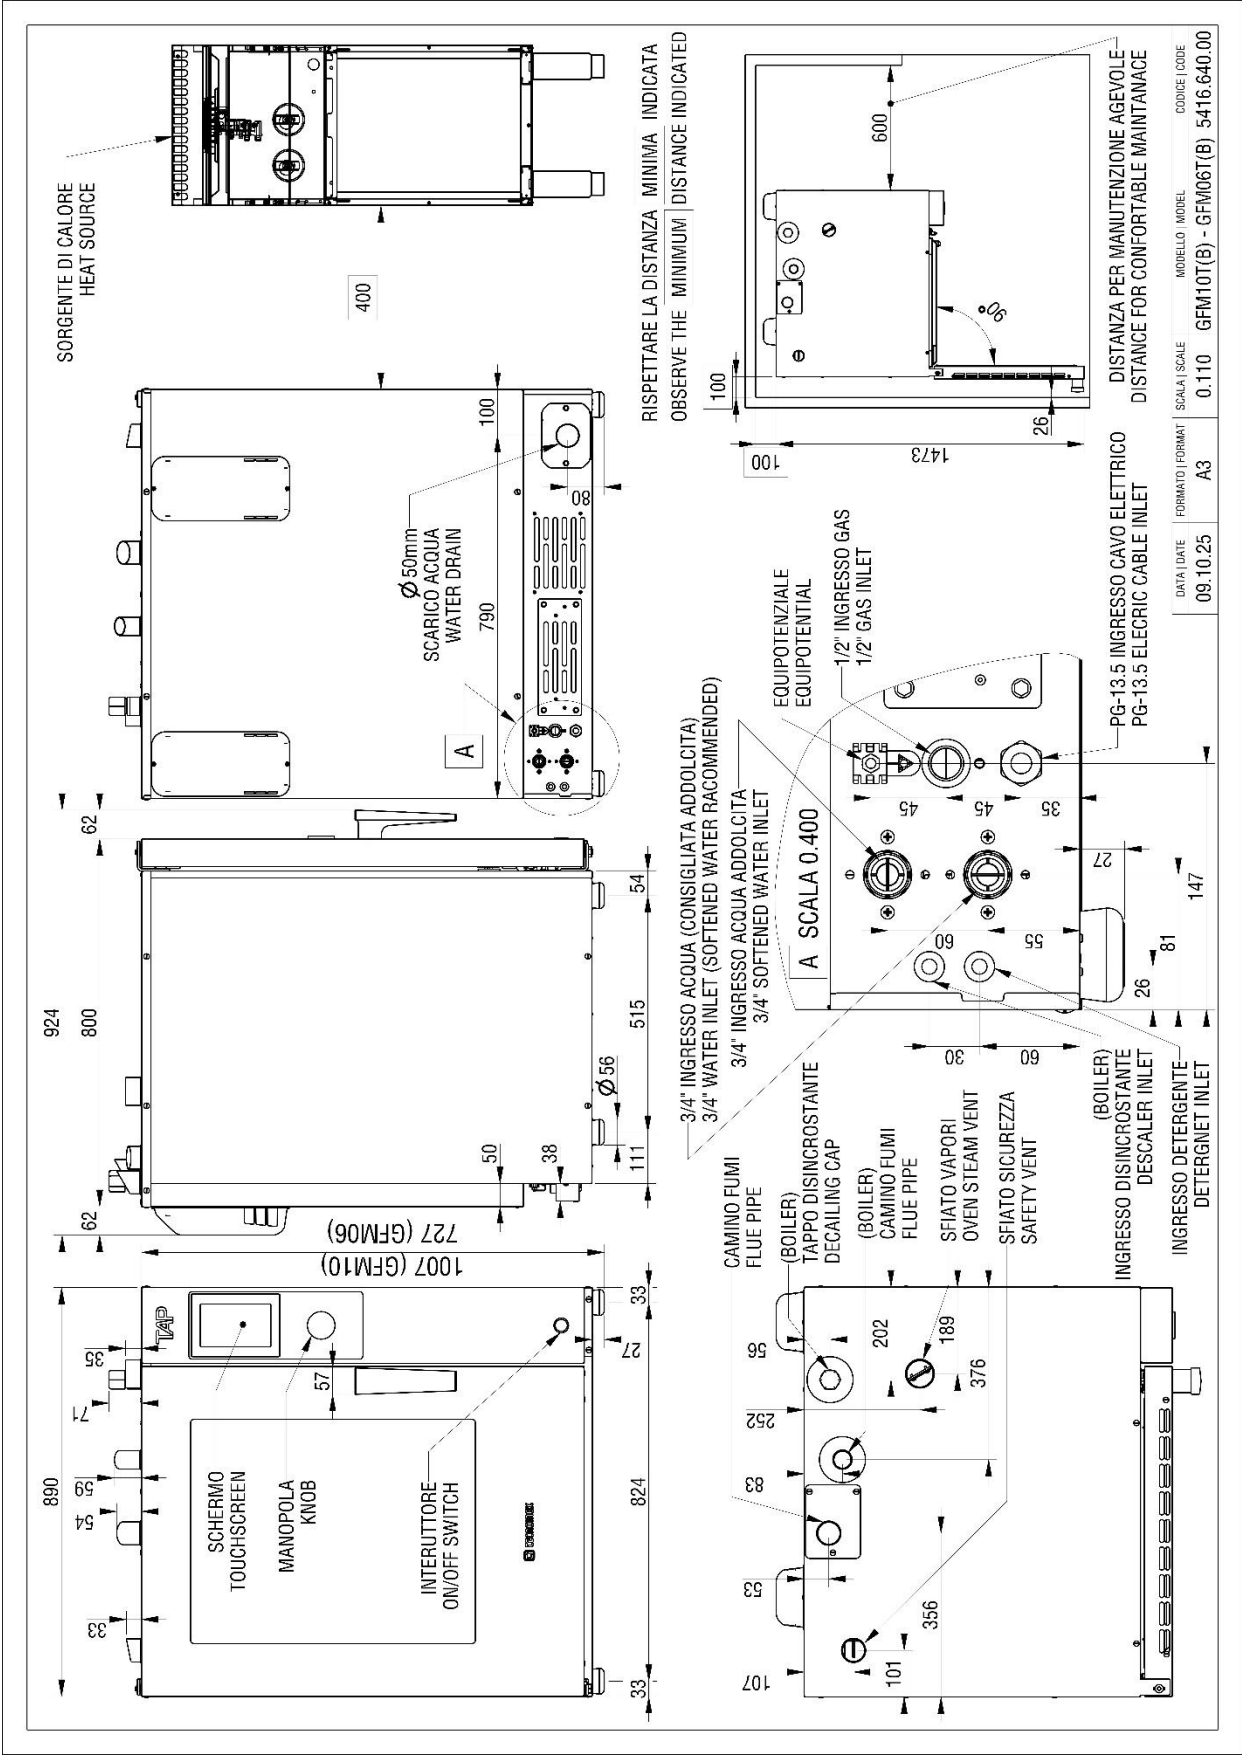 890
33
54
59
71
35
TAP
SCHERMO
TOUCHSCREEN
MANOPOLA
KNOB
57
INTERUTTORE
ON/OFF SWITCH
27
33
824
33
1007 (GFM10)
727 (GFM06)
924
62
800
62
50
38
Ø 56
111
515
54
A
Ø 50mm
SCARICO ACQUA
WATER DRAIN
790
100
80
SORGENTE DI CALORE
HEAT SOURCE
400
RISPETTARE LA DISTANZA MINIMA INDICATA
OBSERVE THE MINIMUM DISTANCE INDICATED
3/4" INGRESSO ACQUA (CONSIGLIATA ADDOLCITA)
3/4" WATER INLET (SOFTENED WATER RACOMMENDED)
3/4" INGRESSO ACQUA ADDOLCITA
3/4" SOFTENED WATER INLET
CAMINO FUMI
FLUE PIPE
(BOILER)
TAPPO DISINCROSTANTE
DECAILING CAP
(BOILER)
CAMINO FUMI
FLUE PIPE
SFIATO VAPORI
OVEN STEAM VENT
SFIATO SICUREZZA
SAFETY VENT
107
53
83
252
56
101
356
202
189
376
A SCALA 0.400
EQUIPOTENZIALE
EQUIPOTENTIAL
1/2" INGRESSO GAS
1/2" GAS INLET
45
45
35
60
55
30
60
27
26
81
147
(BOILER)
INGRESSO DISINCROSTANTE
DESCALER INLET
INGRESSO DETERGENTE
DETERGNET INLET
PG-13.5 INGRESSO CAVO ELETTRICO
PG-13.5 ELECRIC CABLE INLET
100
100
1473
26
600
90°
DISTANZA PER MANUTENZIONE AGEVOLE
DISTANCE FOR CONFORTABLE MAINTANACE
DATA | DATE
09.10.25
FORMATO | FORMAT
A3
SCALA | SCALE
0.110
MODELLO | MODEL
GFM10T(B) - GFM06T(B)
CODICE | CODE
5416.640.00